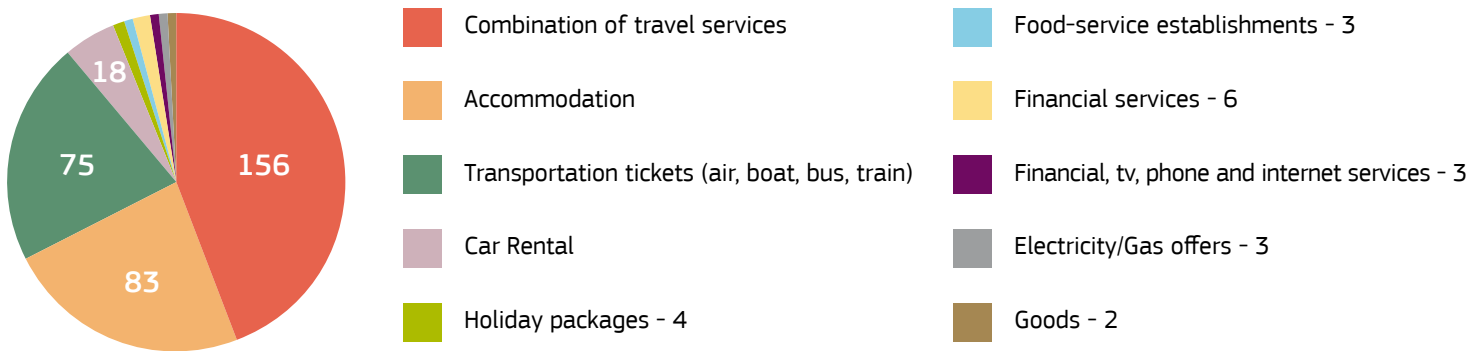 156
83
75
18
Combination of travel services
Accommodation
Transportation tickets (air, boat, bus, train)
Car Rental
Holiday packages - 4
Food-service establishments - 3
Financial services - 6
Financial, tv, phone and internet services - 3
Electricity/Gas offers - 3
Goods - 2